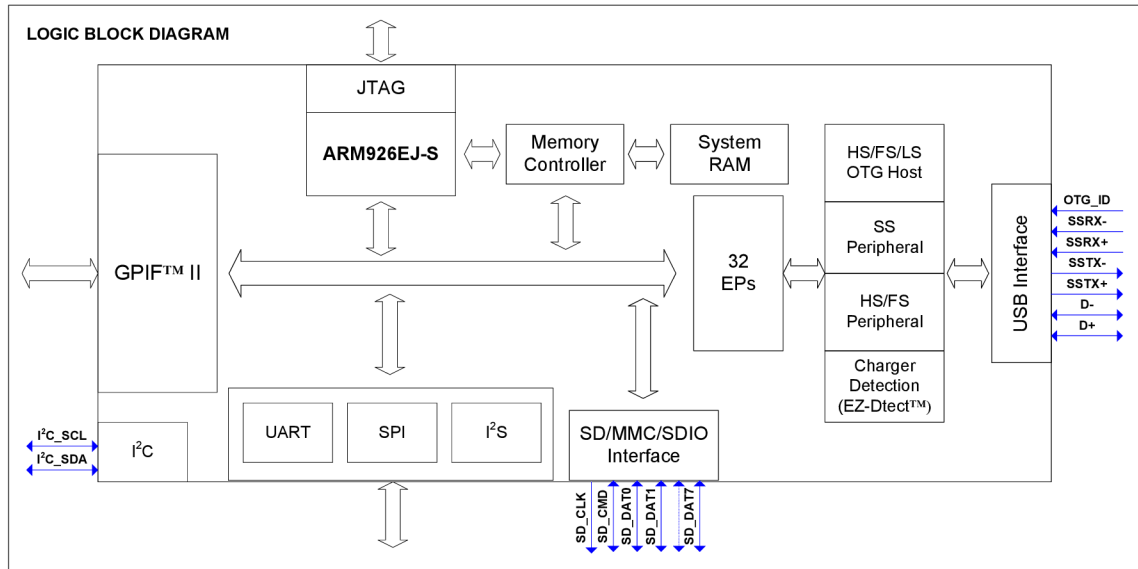 LOGIC BLOCK DIAGRAM
JTAG
ARM926EJ-S
Memory
Controller
System
RAM
HS/FS/LS
OTG Host
SS
Peripheral
HS/FS
Peripheral
Charger
Detection
(EZ-Dtect™)
32
EPs
USB Interface
OTG_ID
SSRX-
SSRX+
SSTX-
SSTX+
D-
D+
GPIF™ II
I²C_SCL
I²C_SDA
I²C
UART
SPI
I²S
SD/MMC/SDIO
Interface
SD_CLK
SD_CMD
SD_DAT0
SD_DAT1
SD_DAT7